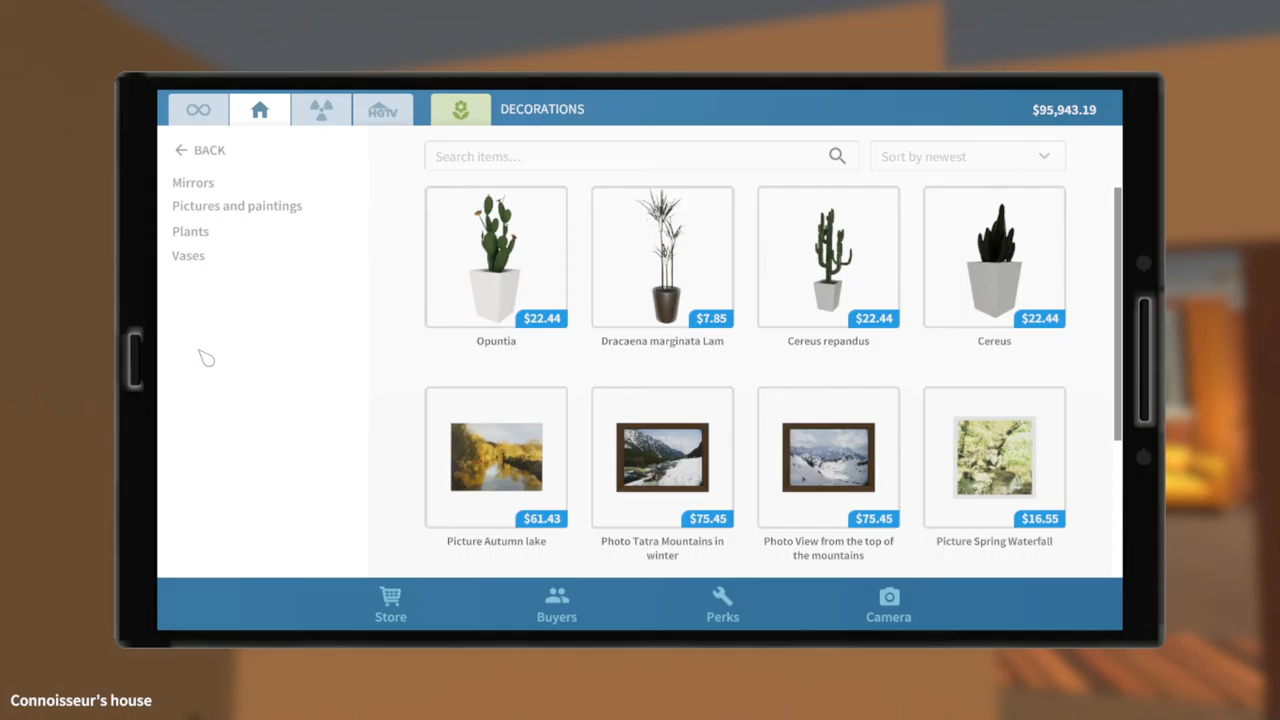 HGTV
DECORATIONS
$95,943.19
BACK
Search items...
Sort by newest
Mirrors
Pictures and paintings
Plants
Vases
$22.44
$7.85
$22.44
$22.44
Opuntia
Dracaena marginata Lam
Cereus repandus
Cereus
$61.43
$75.45
$75.45
$16.55
Picture Autumn lake
Photo Tatra Mountains in
winter
Photo View from the top of
the mountains
Picture Spring Waterfall
Store
Buyers
Perks
Camera
Connoisseur's house